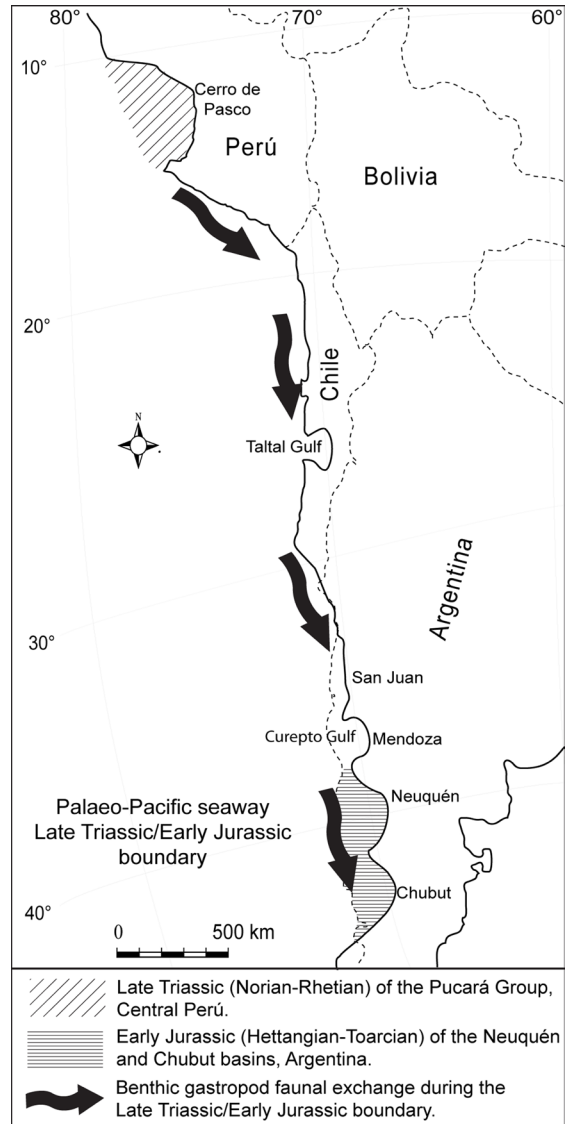 80°
70°
60°
10°
Cerro de
Pasco
Perú
Bolivia
20°
Chile
N
Taltal Gulf
Argentina
30°
San Juan
Curepto Gulf
Mendoza
Neuquén
Palaeo-Pacific seaway
Late Triassic/Early Jurassic
boundary
Chubut
40°
0
500 km
Late Triassic (Norian-Rhetian) of the Pucará Group,
Central Perú.
Early Jurassic (Hettangian-Toarcian) of the Neuquén
and Chubut basins, Argentina.
Benthic gastropod faunal exchange during the
Late Triassic/Early Jurassic boundary.